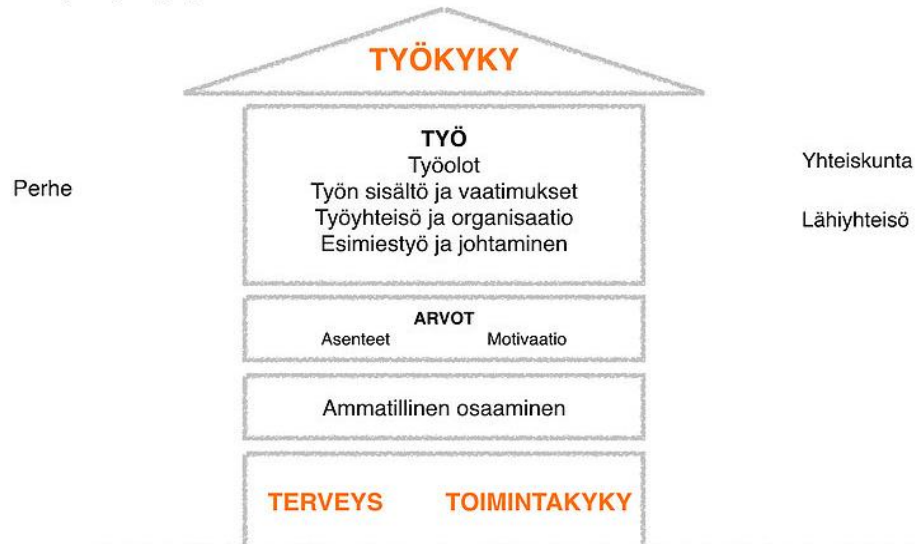 TYÖKYKY
TYÖ
Työolot
Työn sisältö ja vaatimukset
Työyhteisö ja organisaatio
Esimiestyö ja johtaminen
Perhe
Yhteiskunta
Lähiyhteisö
ARVOT
Asenteet Motivaatio
Ammatillinen osaaminen
TERVEYS TOIMINTAKYKY